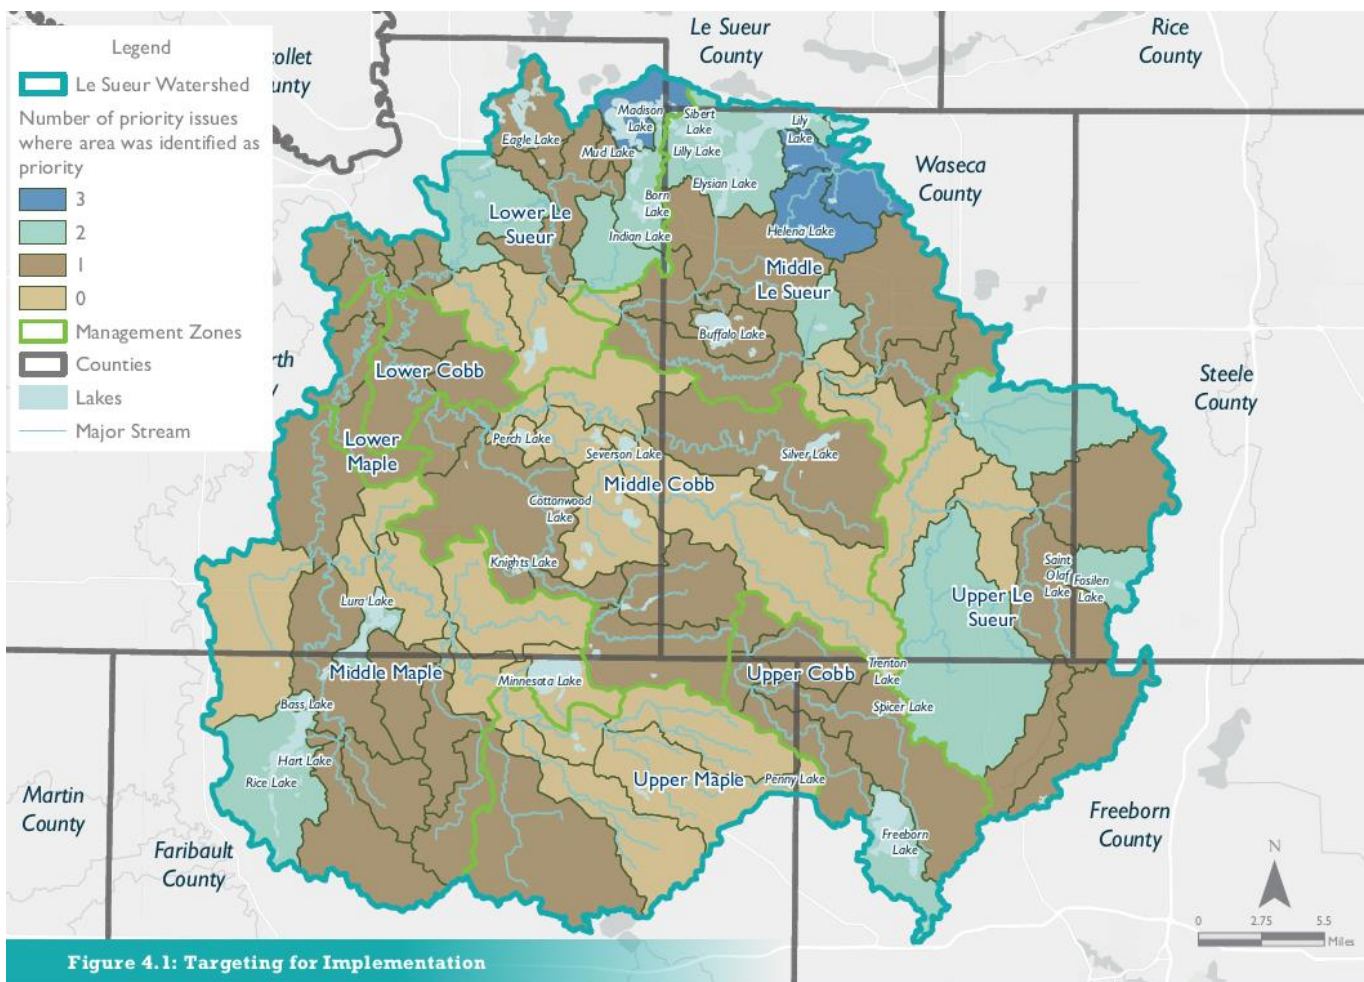 Legend
Le Sueur Watershed
Number of priority issues
where area was identified as
priority
3
2
1
0
Management Zones
Counties
Lakes
Major Stream
ollet
unty
Le Sueur
County
Rice
County
Waseca
County
Steele
County
Freeborn
County
Faribault
County
Martin
County
rth
y
Madison
Lake
Sibert
Lake
Lily
Lake
Eagle Lake
Mud Lake
Lilly Lake
Elysian Lake
Born
Lake
Indian Lake
Helena Lake
Lower Le
Sueur
Middle
Le Sueur
Buffalo Lake
Lower Cobb
Lower
Maple
Perch Lake
Severson Lake
Silver Lake
Middle Cobb
Cottonwood
Lake
Knights Lake
Saint
Olaf
Lake
Fosilen
Lake
Upper Le
Sueur
Lura Lake
Middle Maple
Minnesota Lake
Upper Cobb
Trenton
Lake
Spicer Lake
Bass Lake
Hart Lake
Rice Lake
Upper Maple
Penny Lake
Freeborn
Lake
N
0 2.75 5.5
Miles
Figure 4.1: Targeting for Implementation